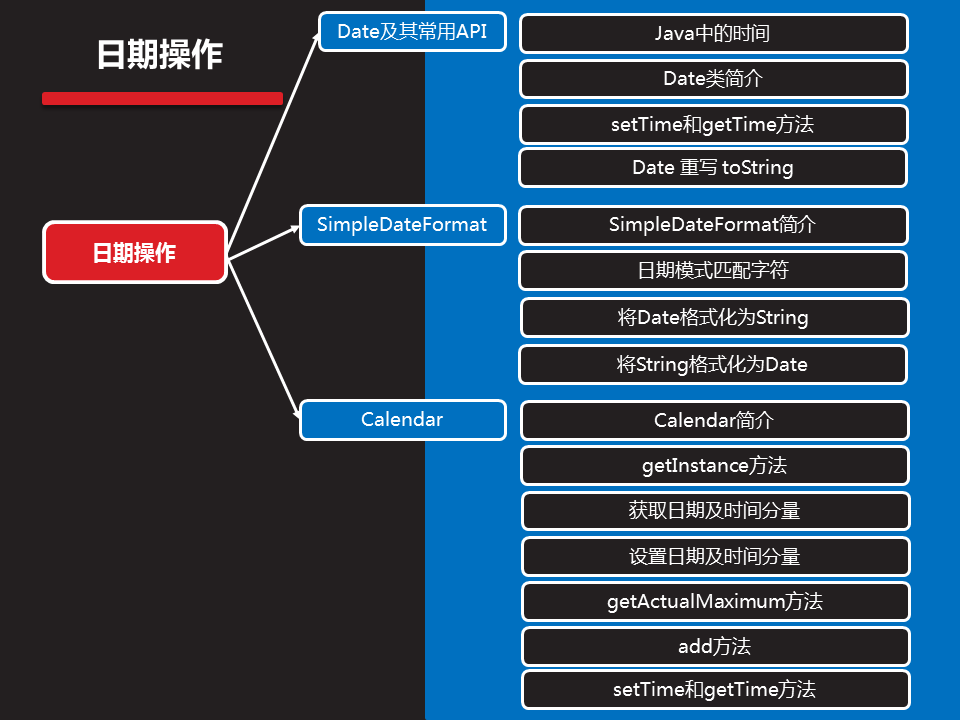 日期操作
日期操作
Date及其常用API
Java中的时间
Date类简介
setTime和getTime方法
Date 重写 toString
SimpleDateFormat
SimpleDateFormat简介
日期模式匹配字符
将Date格式化为String
将String格式化为Date
Calendar
Calendar简介
getInstance方法
获取日期及时间分量
设置日期及时间分量
getActualMaximum方法
add方法
setTime和getTime方法